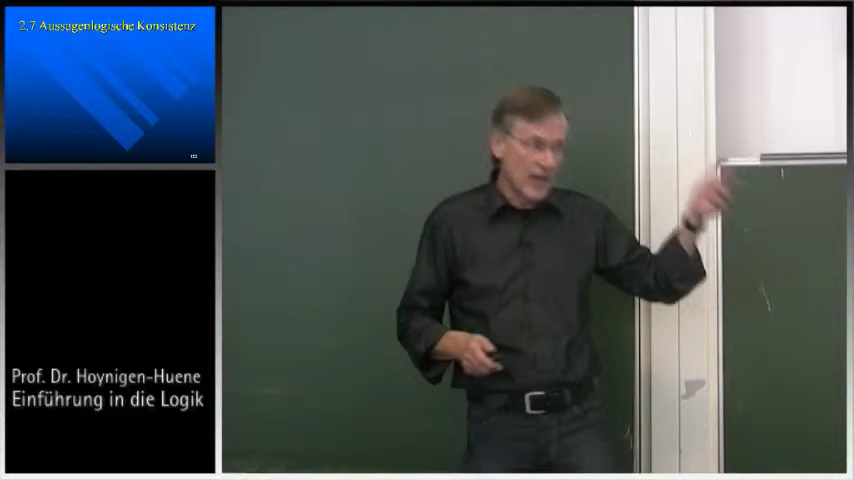 2.7 Aussagenlogische Konsistenz
Prof. Dr. Hoynigen-Huene
Einführung in die Logik